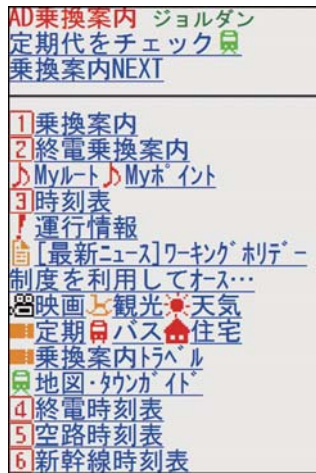 AD乗換案内 ジョルダン
定期代をチェック
乗換案内NEXT
1乗換案内
2終電乗換案内
Myルート Myポイント
3時刻表
運行情報
[最新ニュース]ワーキングホリデー
制度を利用してオース…
映画 観光 天気
定期 バス 住宅
乗換案内トラベル
地図・タウンガイド
4終電時刻表
5空路時刻表
6新幹線時刻表